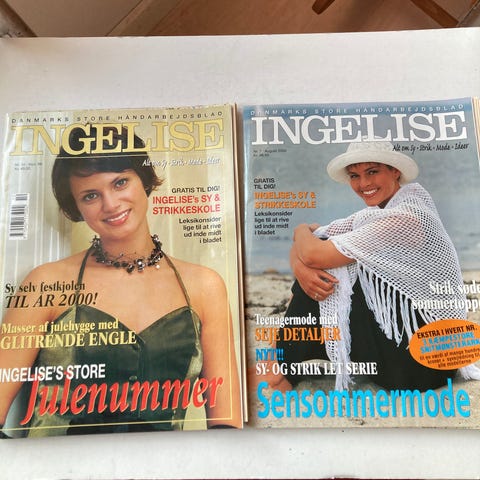 DANMARKS STORE HÅNDARBEJDSBLAD
INGELISE
Alt om Sy • Strik • Mode • Ideer
GRATIS
TIL DIG!
INGELISE's SY &
STRIKKESKOLE
Leksikonsider
lige til at rive
ud inde midt
i bladet
Sy selv festkjolen
TIL ÅR 2000!
Masser af julehygge med
GLITRENDE ENGLE
INGELISE'S STORE
Julenummer
DANMARKS STORE HÅNDARBEJDSBLAD
INGELISE
Alt om Sy • Strik • Mode • Ideer
GRATIS TIL
DIG!
INGELISE's SY &
STRIKKESKOLE
Leksikonsider
lige til at rive
ud inde midt
i bladet
Strik søde
sommertoppe
Teenagermode med
SEJE DETALJER
NYT!!!
SY- OG STRIK LET SERIE
EKSTRA I HVERT NR.
2 KÆMPESTORE
SNITMØNSTERARK
Sensommermode